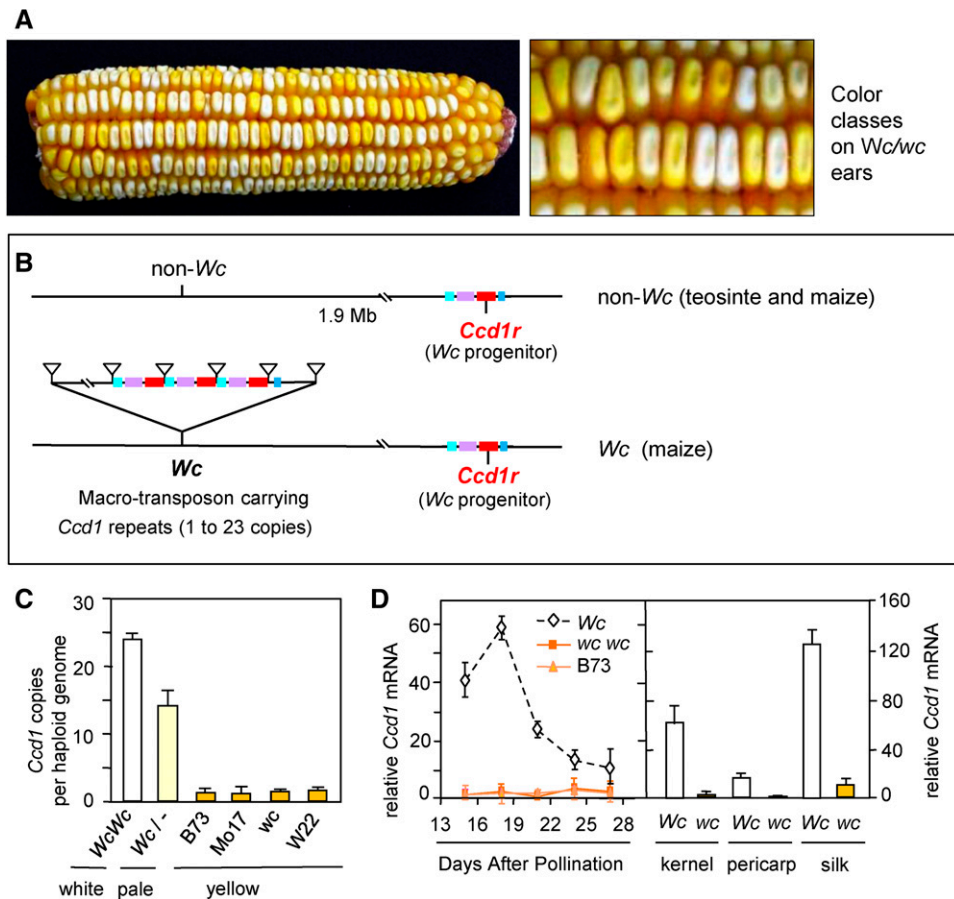 A
Color
classes
on Wc/wc
ears
B
non-Wc
1.9 Mb
non-Wc (teosinte and maize)
Ccd1r
(Wc progenitor)
Wc
Wc (maize)
Ccd1r
(Wc progenitor)
Macro-transposon carrying
Ccd1 repeats (1 to 23 copies)
C
Ccd1 copies
per haploid genome
30
20
10
0
WcWc
Wc/-
B73
Mo17
wc
W22
white
pale
yellow
D
relative Ccd1 mRNA
60
40
20
0
Wc
wc wc
B73
13 15 16 19 21 22 24 25 27 28
Days After Pollination
160
120
80
40
0
relative Ccd1 mRNA
Wc wc Wc wc Wc wc
kernel pericarp silk